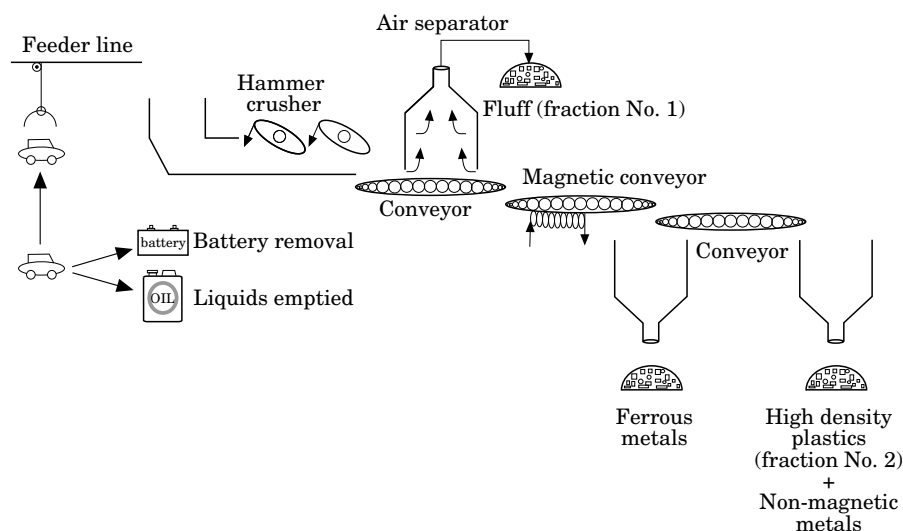 Air separator
Feeder line
Hammer
crusher
Fluff (fraction No. 1)
Magnetic conveyor
Conveyor
battery
Battery removal
Conveyor
OIL
Liquids emptied
Ferrous
metals
High density
plastics
(fraction No. 2)
+
Non-magnetic
metals